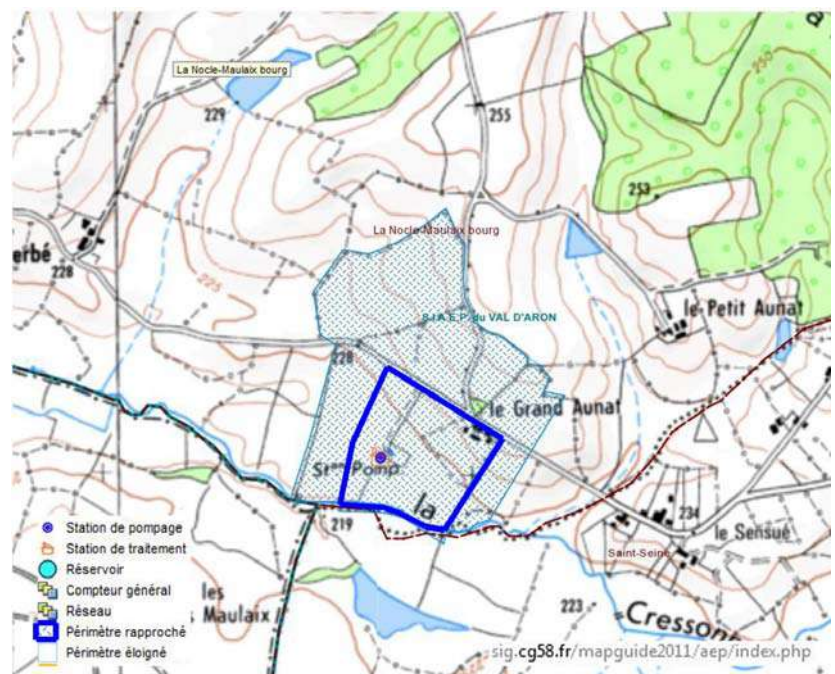 La Nocle-Maulaix bourg
229
255
250
253
La Nocle-Maulaix bourg
erbé
228
225
S.I.A.E.P. du VAL D'ARON
le Petit Aunat
228
le Grand Aunat
Stion Pomp
la
219
234
le Sensué
Saint-Seine
les
Maulaix
223
Cresson
Station de pompage
Station de traitement
Réservoir
Compteur général
Réseau
Périmètre rapproché
Périmètre éloigné
sig.cg58.fr/mapguide2011/aep/index.php